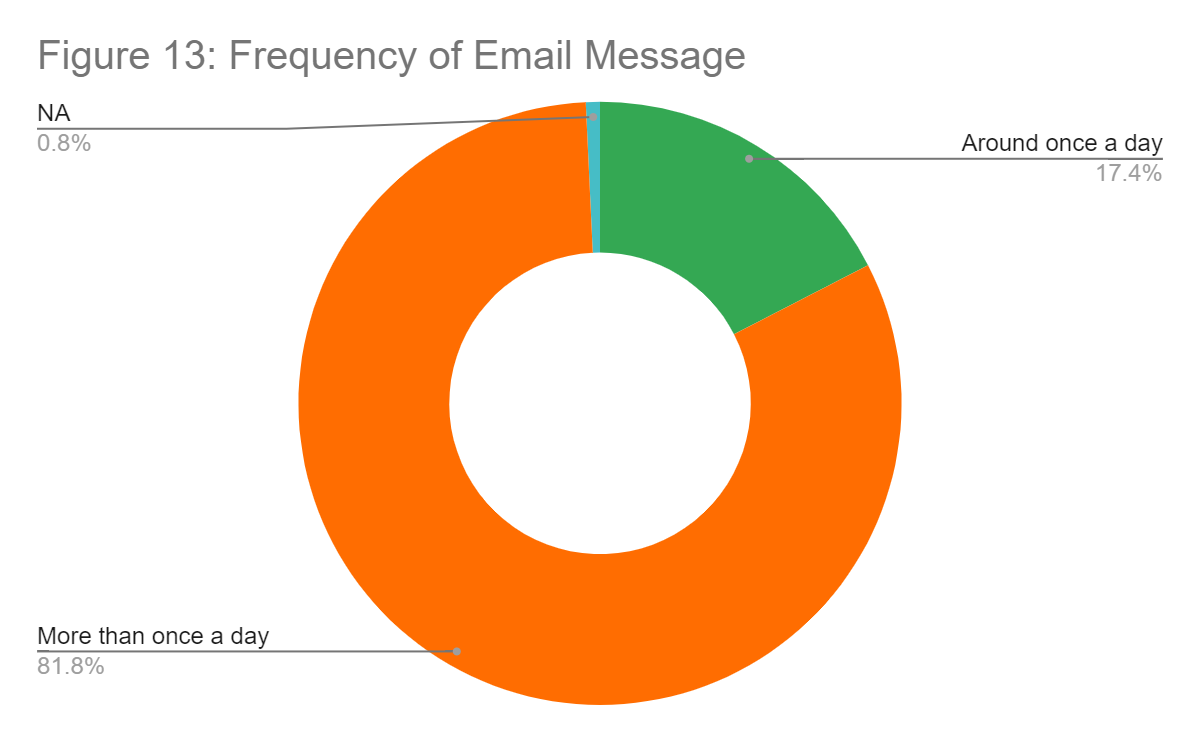 Figure 13: Frequency of Email Message
NA
0.8%
Around once a day
17.4%
More than once a day
81.8%